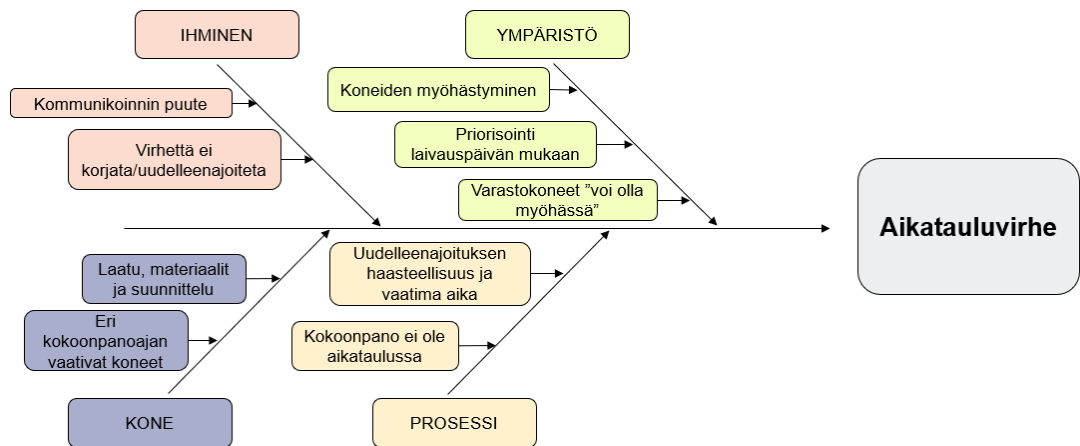 IHMINEN
YMPÄRISTÖ
Kommunikoinnin puute
Virhettä ei
korjata/uudelleenajoiteta
Koneiden myöhästyminen
Priorisointi
laivauspäivän mukaan
Varastokoneet ”voi olla
myöhässä”
Aikatauluvirhe
Laatu, materiaalit
ja suunnittelu
Eri
kokoonpanoajan
vaativat koneet
Uudelleenajoituksen
haasteellisuus ja
vaatima aika
Kokoonpano ei ole
aikataulussa
KONE
PROSESSI